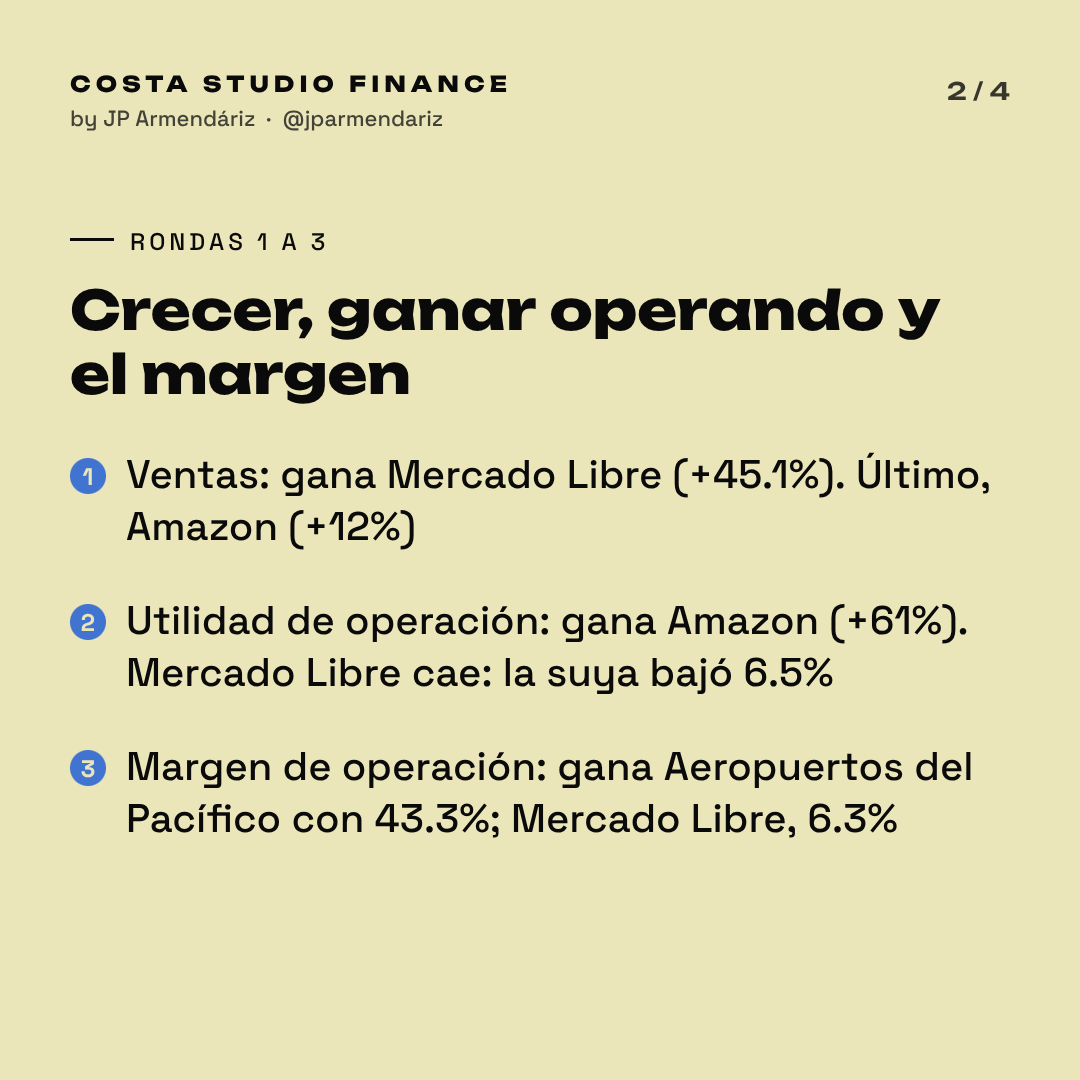 COSTA STUDIO FINANCE
by JP Armendáriz · @jparmendariz
2 / 4
RONDAS 1 A 3
Crecer, ganar operando y
el margen
1 Ventas: gana Mercado Libre (+45.1%). Último,
Amazon (+12%)
2 Utilidad de operación: gana Amazon (+61%).
Mercado Libre cae: la suya bajó 6.5%
3 Margen de operación: gana Aeropuertos del
Pacífico con 43.3%; Mercado Libre, 6.3%